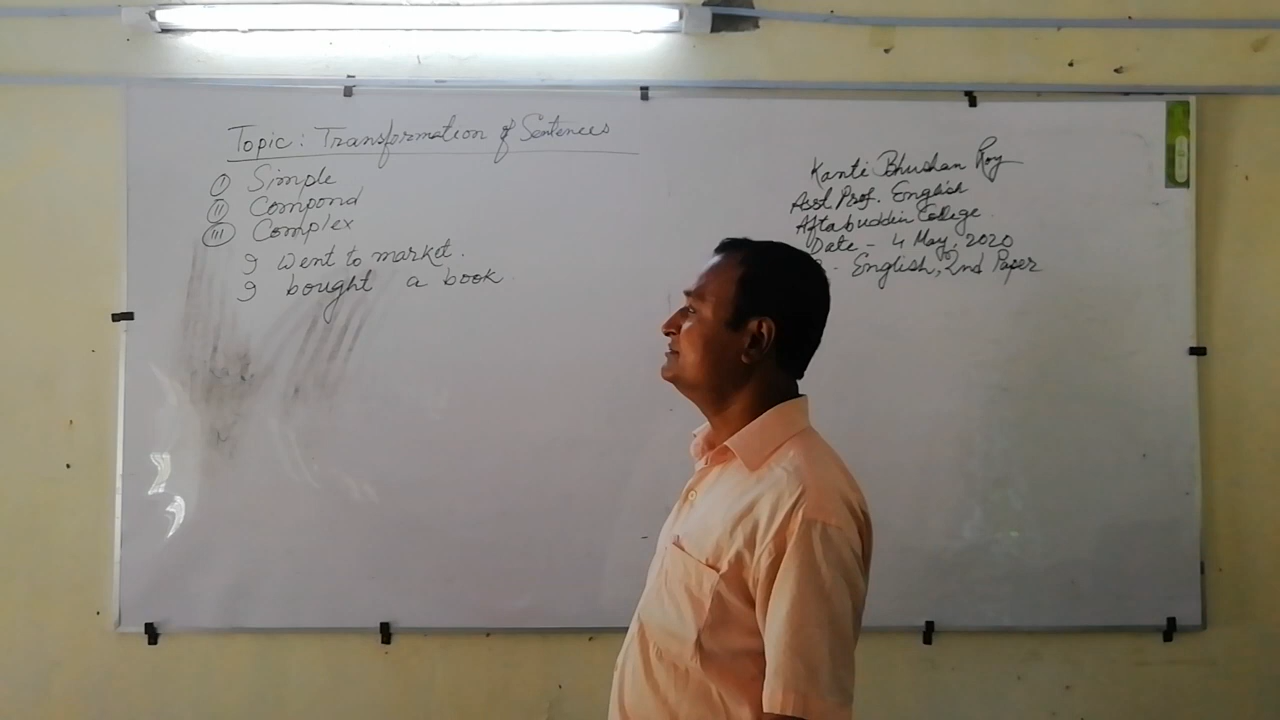 Topic: Transformation of Sentences
(I) Simple
(II) Compond
(III) Complex
I went to market.
I bought a book
Kanti Bhushan Roy
Asst Prof. English
Aftabuddin College
Date - 4 May, 2020
- English, 2nd Paper